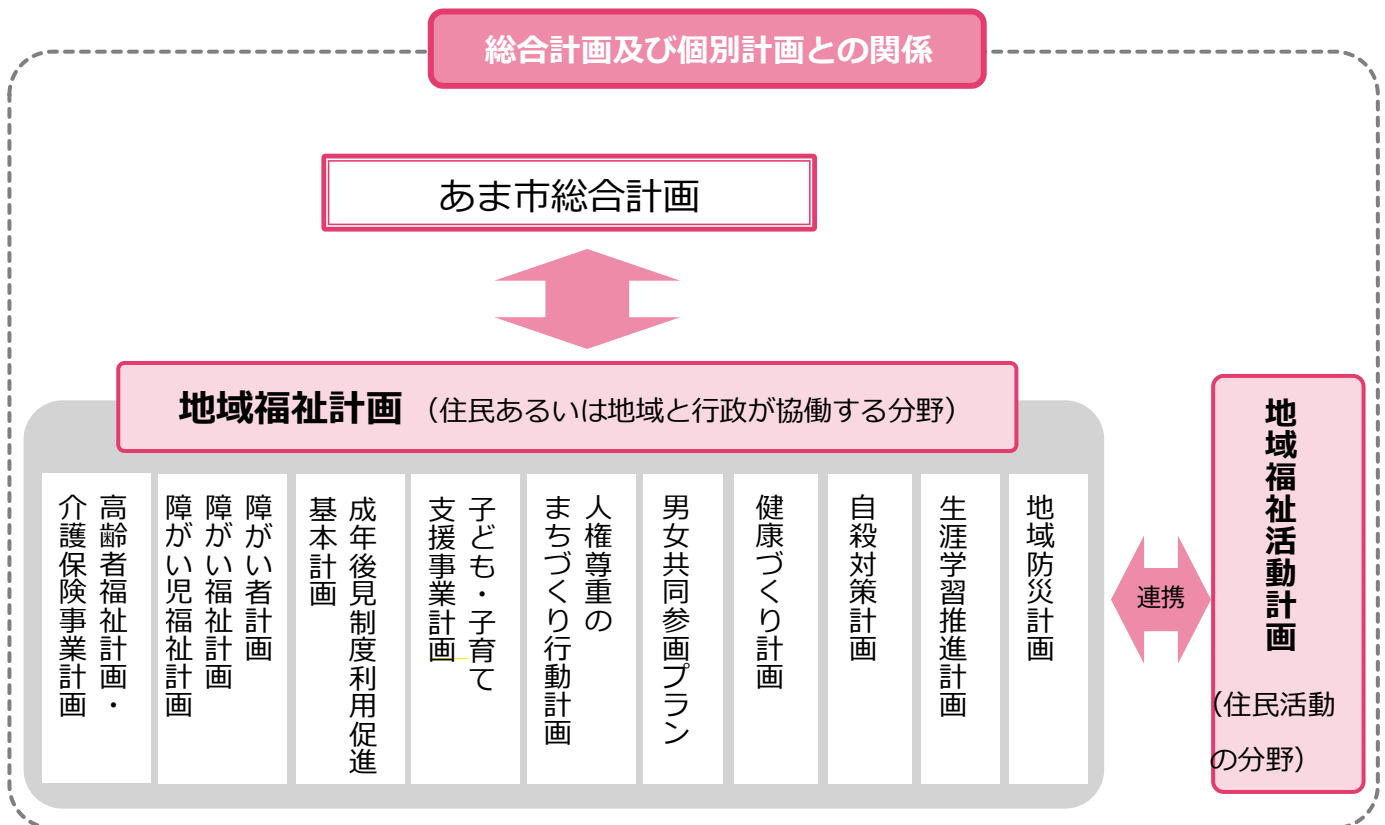 総合計画及び個別計画との関係
あま市総合計画
地域福祉計画（住民あるいは地域と行政が協働する分野）
高齢者福祉計画・
介護保険事業計画
障がい者計画
障がい福祉計画
障がい児福祉計画
成年後見制度利用促進
基本計画
子ども・子育て
支援事業計画
人権尊重の
まちづくり行動計画
男女共同参画プラン
健康づくり計画
自殺対策計画
生涯学習推進計画
地域防災計画
連携
地域福祉活動計画
（住民活動
の分野）